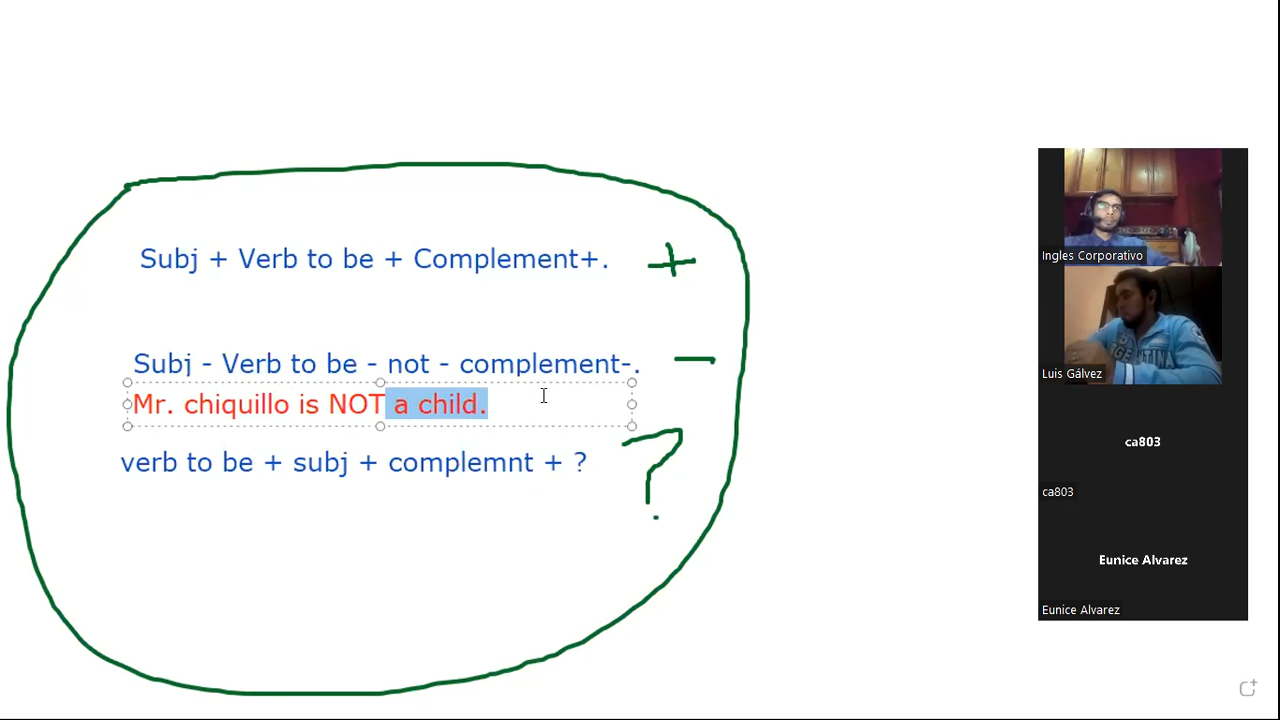 Subj + Verb to be + Complement+. +
Subj - Verb to be - not - complement-. -
Mr. chiquillo is NOT a child.
verb to be + subj + complemnt + ? ?
Ingles Corporativo
Luis Gálvez
ca803
ca803
Eunice Alvarez
Eunice Alvarez